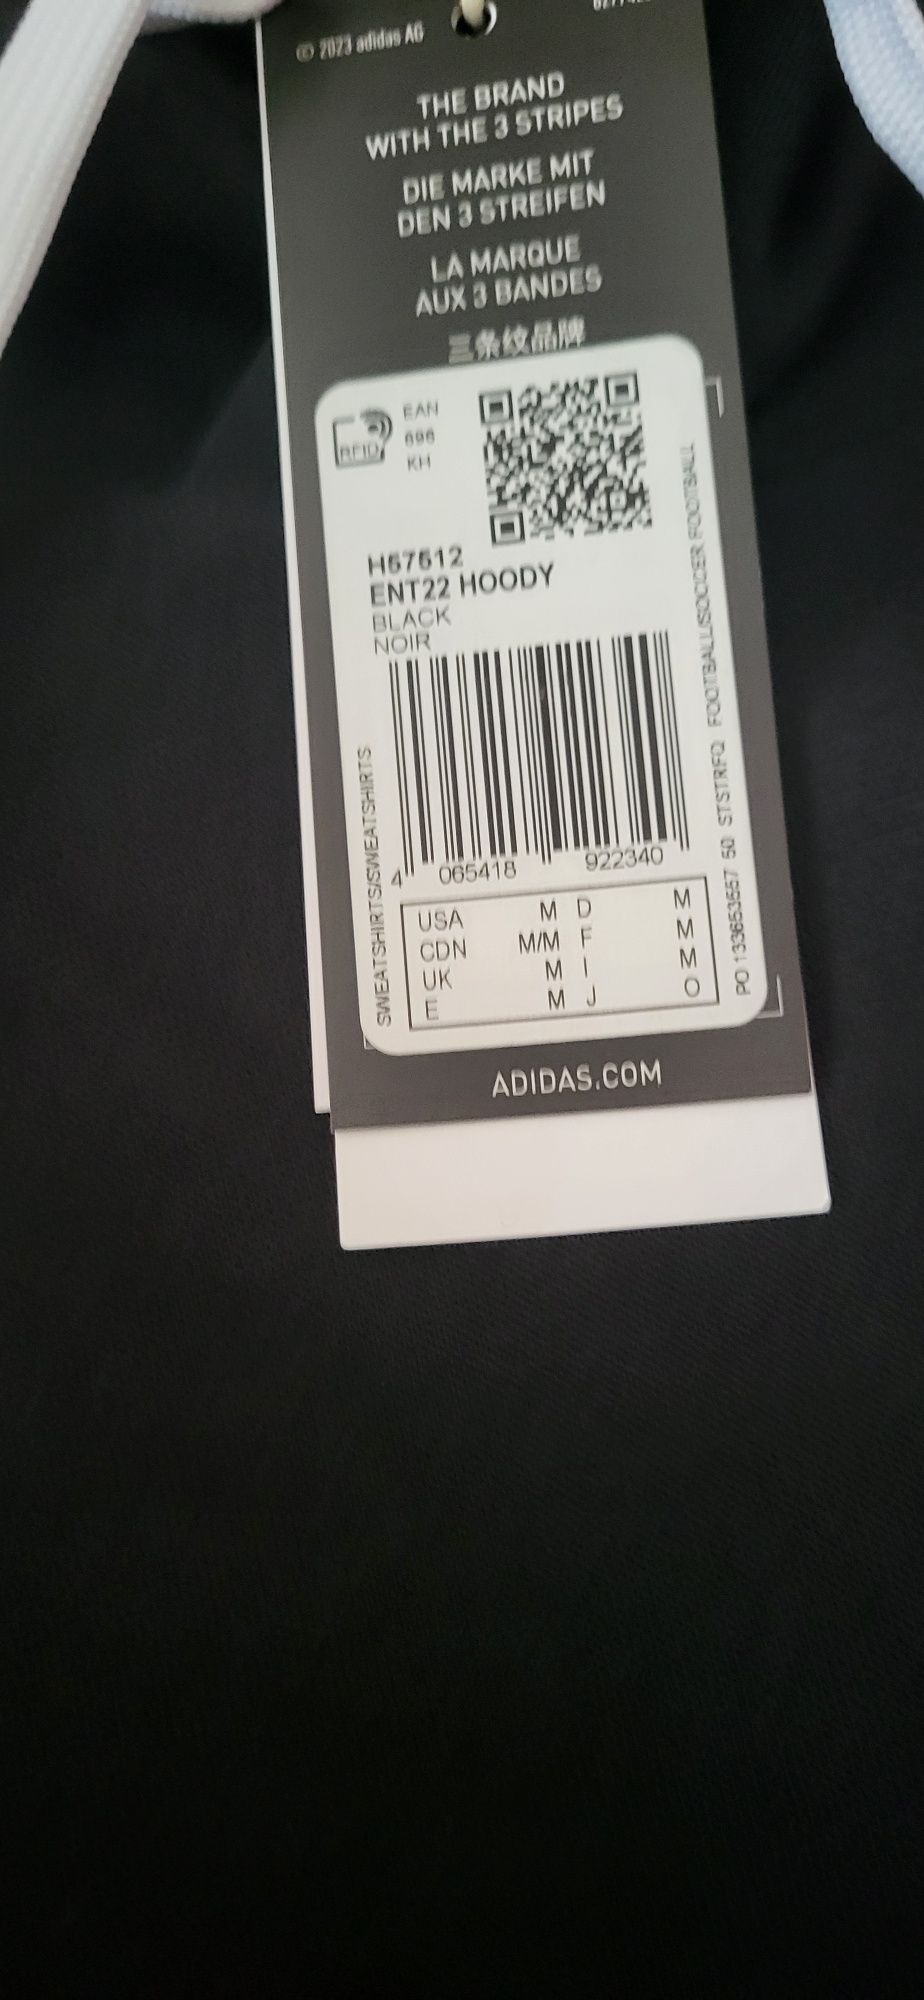 © 2023 adidas AG
THE BRAND
WITH THE 3 STRIPES
DIE MARKE MIT
DEN 3 STREIFEN
LA MARQUE
AUX 3 BANDES
三条纹品牌
RFID
EAN
696
KH
H57512
ENT22 HOODY
BLACK
NOIR
SWEATSHIRTS/SWEATSHIRTS
4 065418 922340
USA M D M
CDN M/M F M
UK M I M
E M J O
PO 133653557 50 STSTRFQ FOOTBALL/SOCCER FOOTBALL
ADIDAS.COM